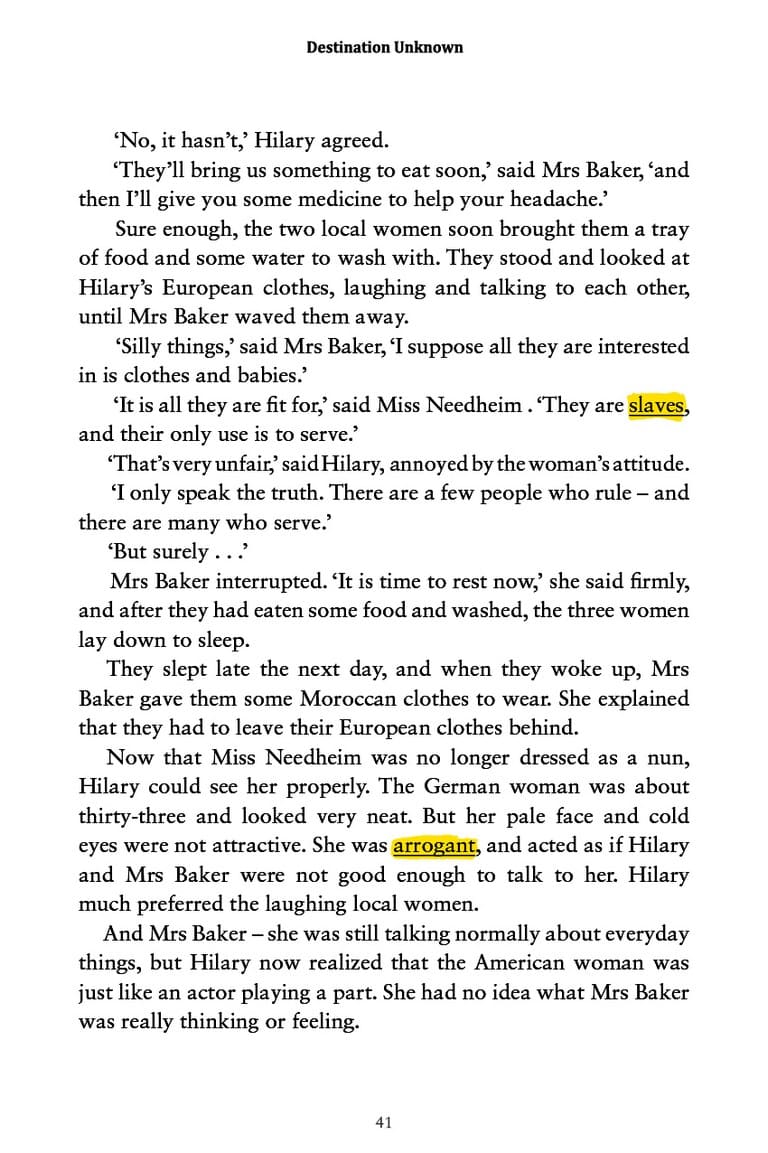 Destination Unknown
‘No, it hasn’t,’ Hilary agreed.
‘They’ll bring us something to eat soon,’ said Mrs Baker, ‘and
then I’ll give you some medicine to help your headache.’
Sure enough, the two local women soon brought them a tray
of food and some water to wash with. They stood and looked at
Hilary’s European clothes, laughing and talking to each other,
until Mrs Baker waved them away.
‘Silly things,’ said Mrs Baker, ‘I suppose all they are interested
in is clothes and babies.’
‘It is all they are fit for,’ said Miss Needheim . ‘They are slaves,
and their only use is to serve.’
‘That’s very unfair,’ said Hilary, annoyed by the woman’s attitude.
‘I only speak the truth. There are a few people who rule – and
there are many who serve.’
‘But surely . . .’
Mrs Baker interrupted. ‘It is time to rest now,’ she said firmly,
and after they had eaten some food and washed, the three women
lay down to sleep.
They slept late the next day, and when they woke up, Mrs
Baker gave them some Moroccan clothes to wear. She explained
that they had to leave their European clothes behind.
Now that Miss Needheim was no longer dressed as a nun,
Hilary could see her properly. The German woman was about
thirty-three and looked very neat. But her pale face and cold
eyes were not attractive. She was arrogant, and acted as if Hilary
and Mrs Baker were not good enough to talk to her. Hilary
much preferred the laughing local women.
And Mrs Baker – she was still talking normally about everyday
things, but Hilary now realized that the American woman was
just like an actor playing a part. She had no idea what Mrs Baker
was really thinking or feeling.
41